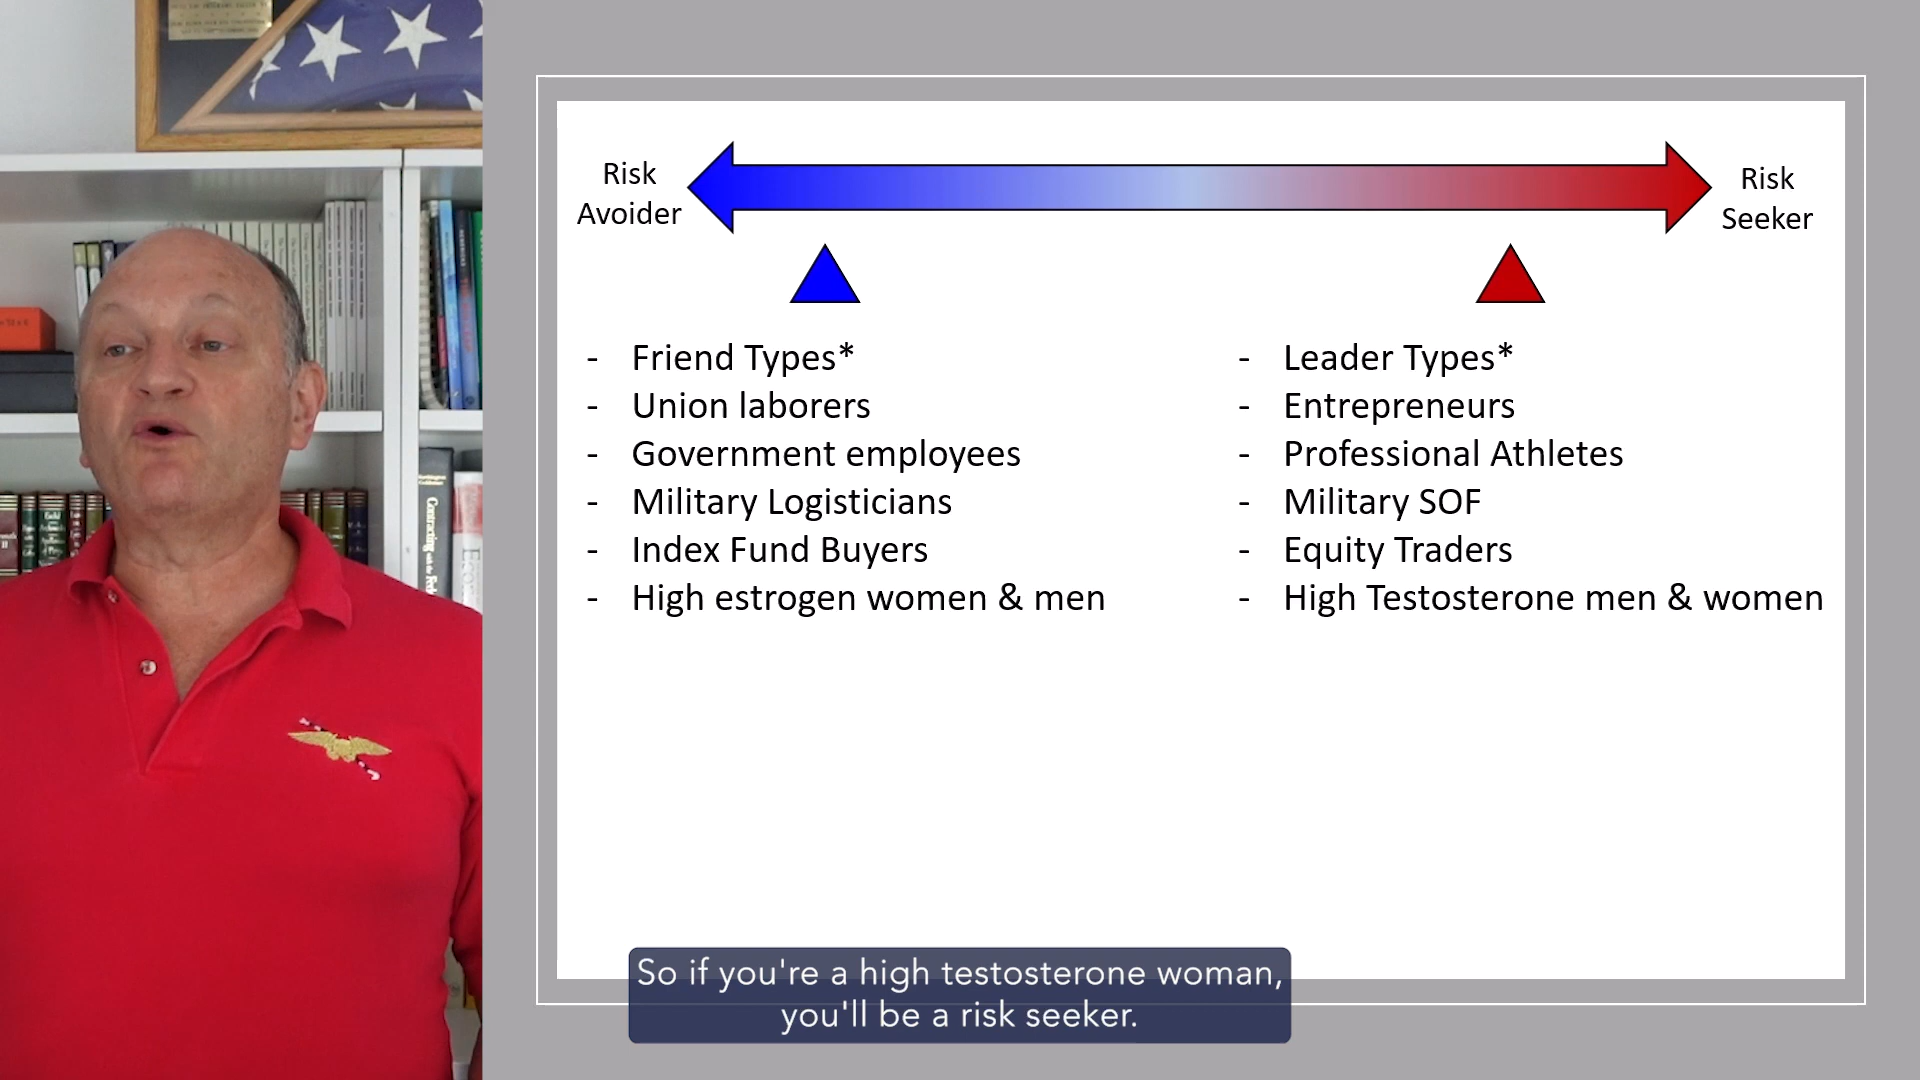 Risk
Avoider
Risk
Seeker
- Friend Types*
- Union laborers
- Government employees
- Military Logisticians
- Index Fund Buyers
- High estrogen women & men
- Leader Types*
- Entrepreneurs
- Professional Athletes
- Military SOF
- Equity Traders
- High Testosterone men & women
So if you're a high testosterone woman,
you'll be a risk seeker.